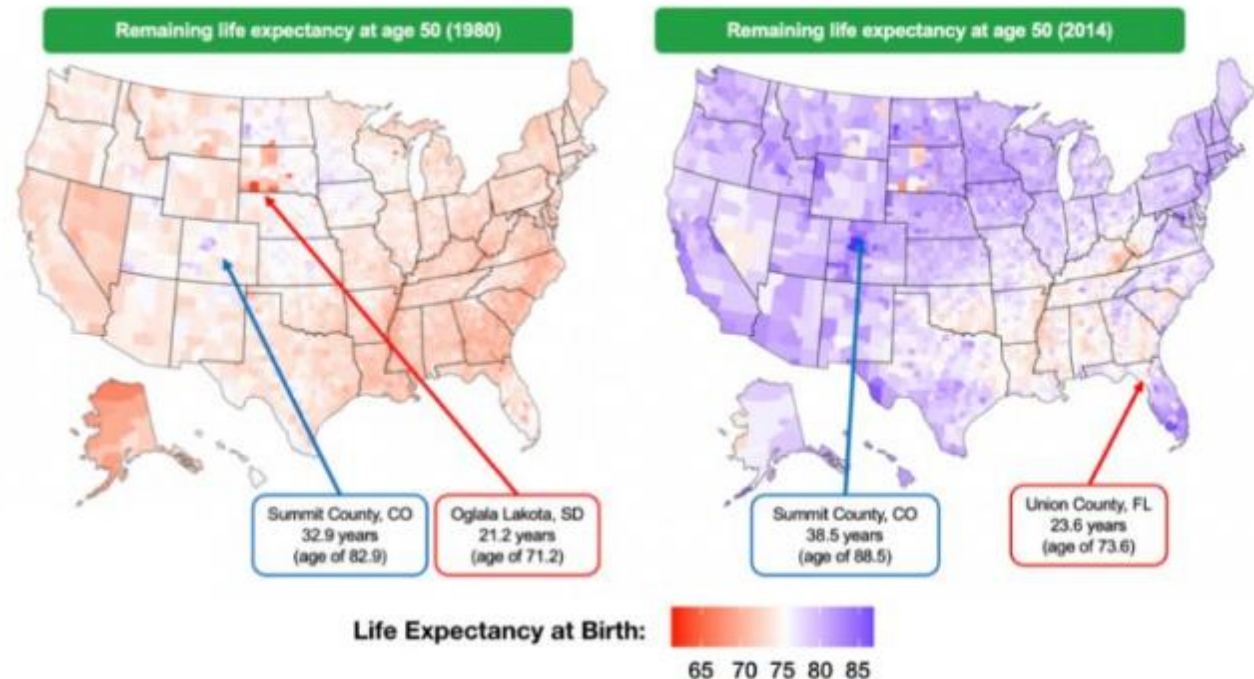 Remaining life expectancy at age 50 (1980)
Remaining life expectancy at age 50 (2014)
Summit County, CO
32.9 years
(age of 82.9)
Oglala Lakota, SD
21.2 years
(age of 71.2)
Summit County, CO
38.5 years
(age of 88.5)
Union County, FL
23.6 years
(age of 73.6)
Life Expectancy at Birth:
65 70 75 80 85